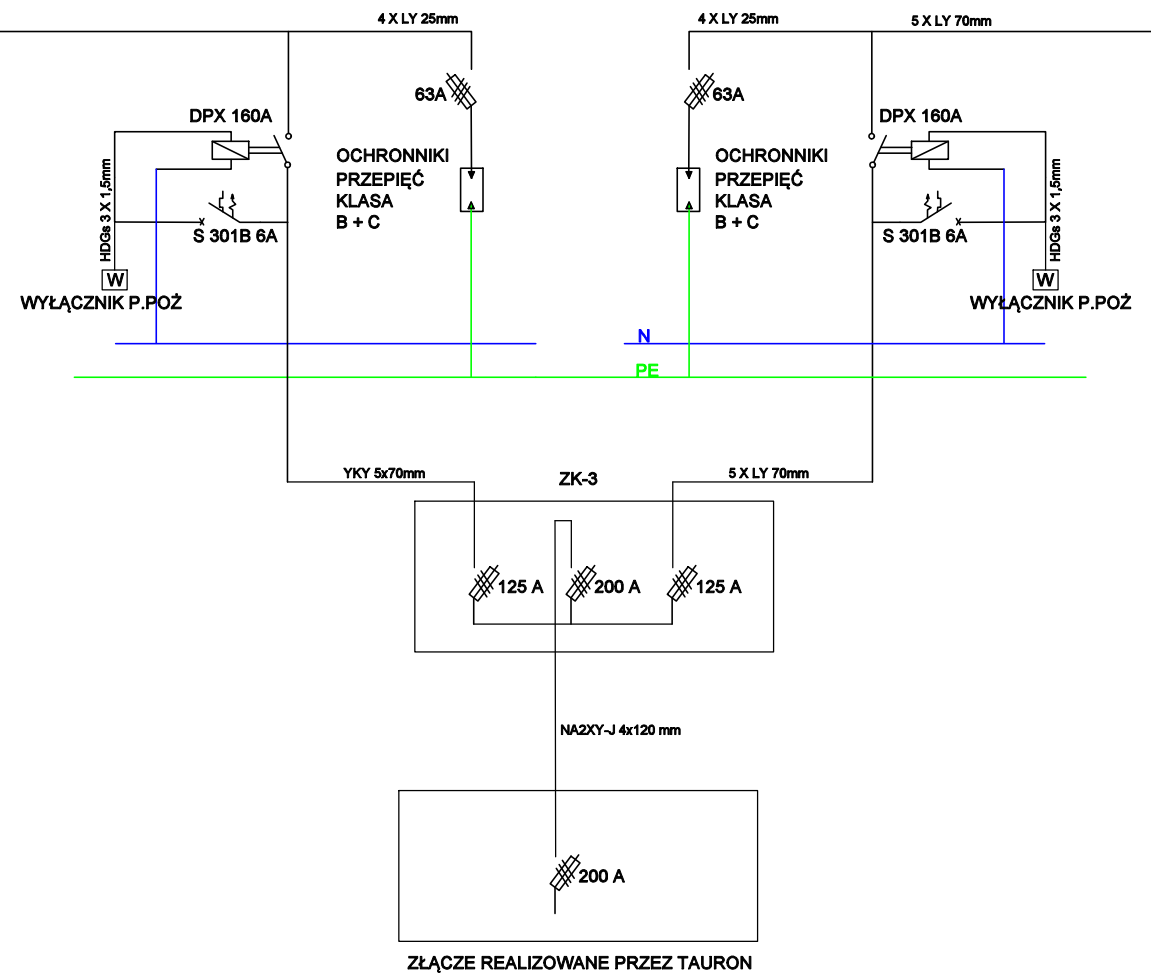 4 X LY 25mm
4 X LY 25mm
5 X LY 70mm
63A
63A
DPX 160A
DPX 160A
OCHRONNIKI
PRZEPIĘĆ
KLASA
B + C
OCHRONNIKI
PRZEPIĘĆ
KLASA
B + C
HDGs 3 X 1,5mm
HDGs 3 X 1,5mm
S 301B 6A
S 301B 6A
W
W
WYŁĄCZNIK P.POŻ
WYŁĄCZNIK P.POŻ
N
PE
YKY 5x70mm
ZK-3
5 X LY 70mm
125 A
200 A
125 A
NA2XY-J 4x120 mm
200 A
ZŁĄCZE REALIZOWANE PRZEZ TAURON